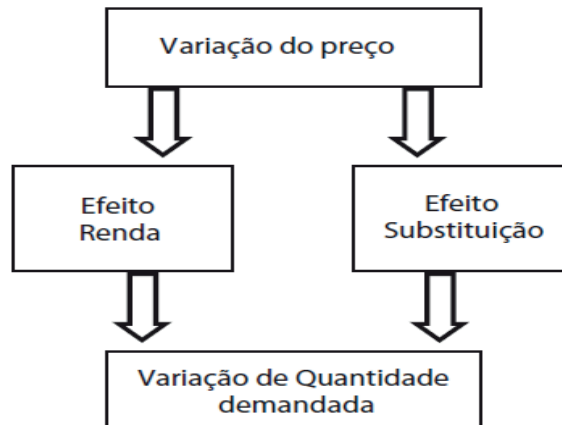 Variação do preço
Efeito
Renda
Efeito
Substituição
Variação de Quantidade
demandada